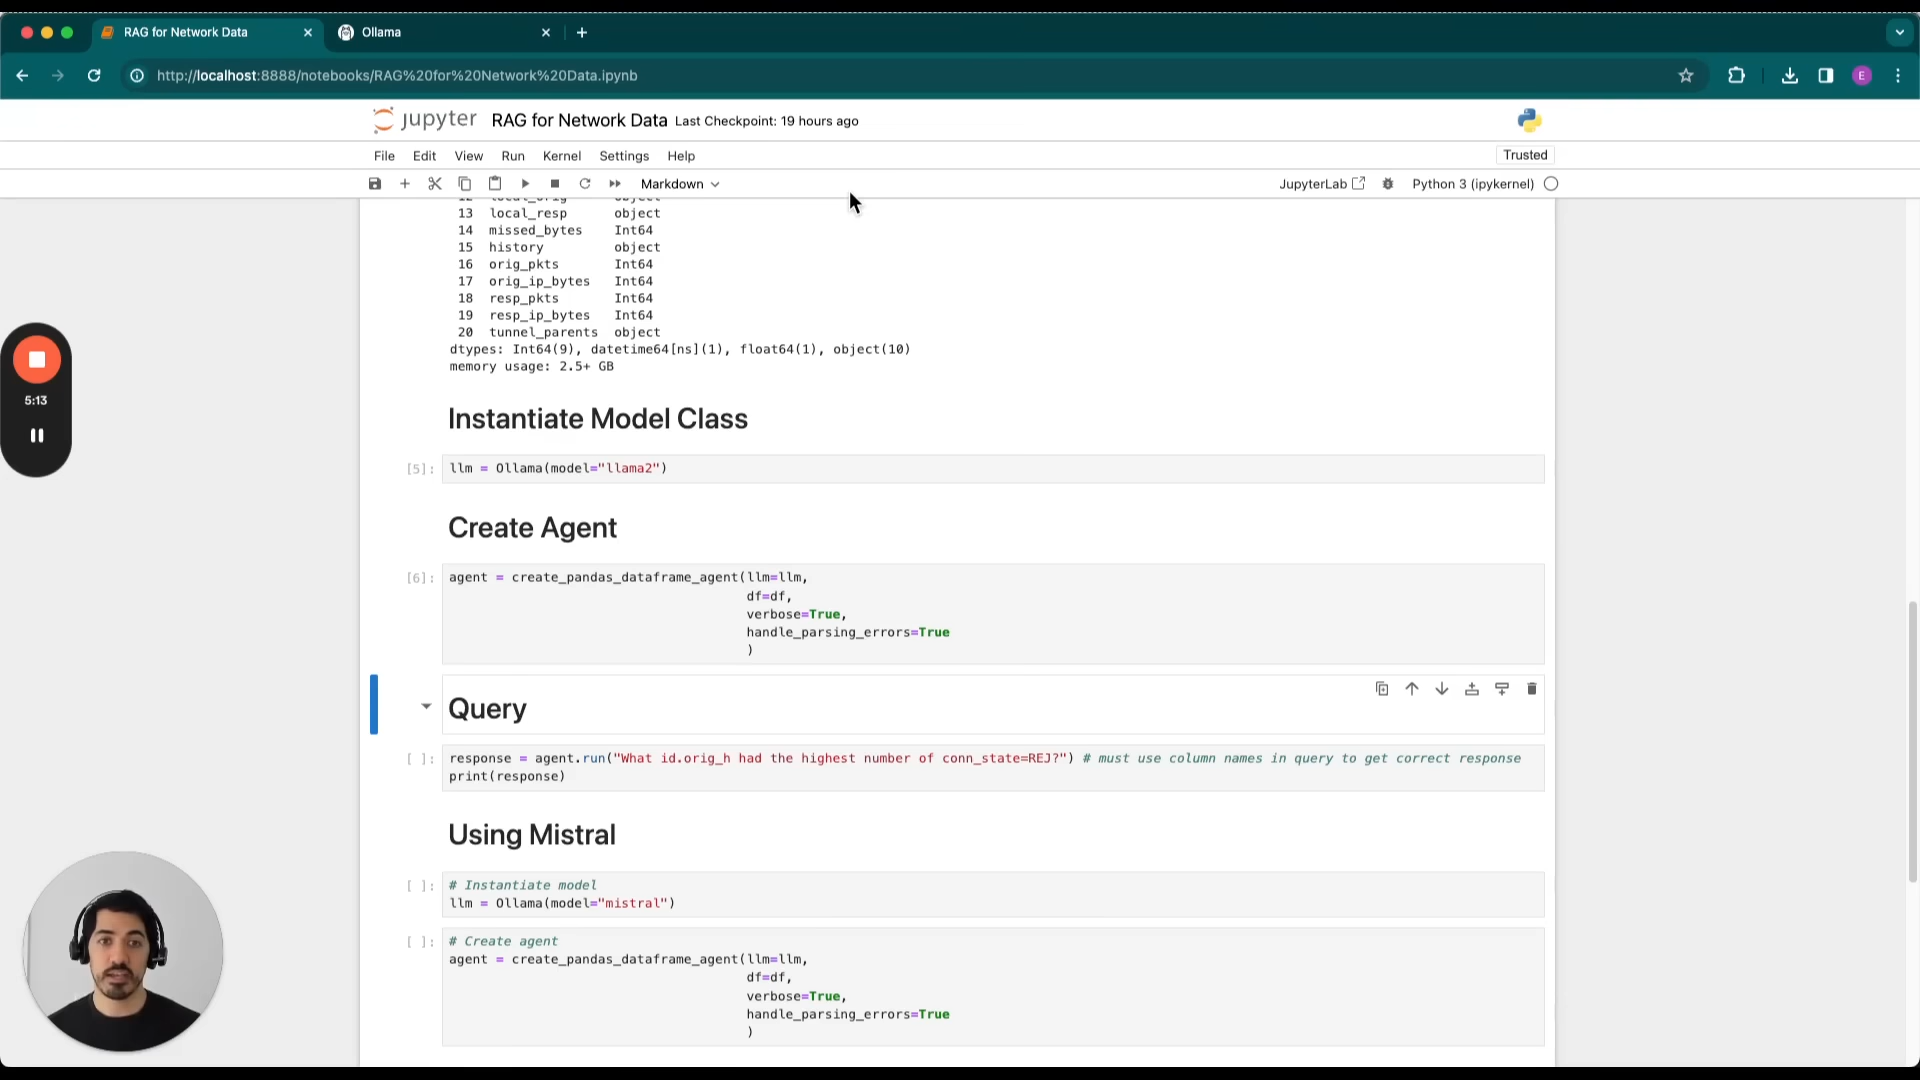 RAG for Network Data
Ollama
http://localhost:8888/notebooks/RAG%20for%20Network%20Data.ipynb
E
jupyter RAG for Network Data Last Checkpoint: 19 hours ago
File Edit View Run Kernel Settings Help
Trusted
Markdown
JupyterLab
Python 3 (ipykernel)
12 local_orig object
13 local_resp object
14 missed_bytes Int64
15 history object
16 orig_pkts Int64
17 orig_ip_bytes Int64
18 resp_pkts Int64
19 resp_ip_bytes Int64
20 tunnel_parents object
dtypes: Int64(9), datetime64[ns](1), float64(1), object(10)
memory usage: 2.5+ GB
5:13
Instantiate Model Class
[5]: llm = Ollama(model="llama2")
Create Agent
[6]: agent = create_pandas_dataframe_agent(llm=llm,
df=df,
verbose=True,
handle_parsing_errors=True
)
Query
[ ]: response = agent.run("What id.orig_h had the highest number of conn_state=REJ?") # must use column names in query to get correct response
print(response)
Using Mistral
[ ]: # Instantiate model
llm = Ollama(model="mistral")
[ ]: # Create agent
agent = create_pandas_dataframe_agent(llm=llm,
df=df,
verbose=True,
handle_parsing_errors=True
)